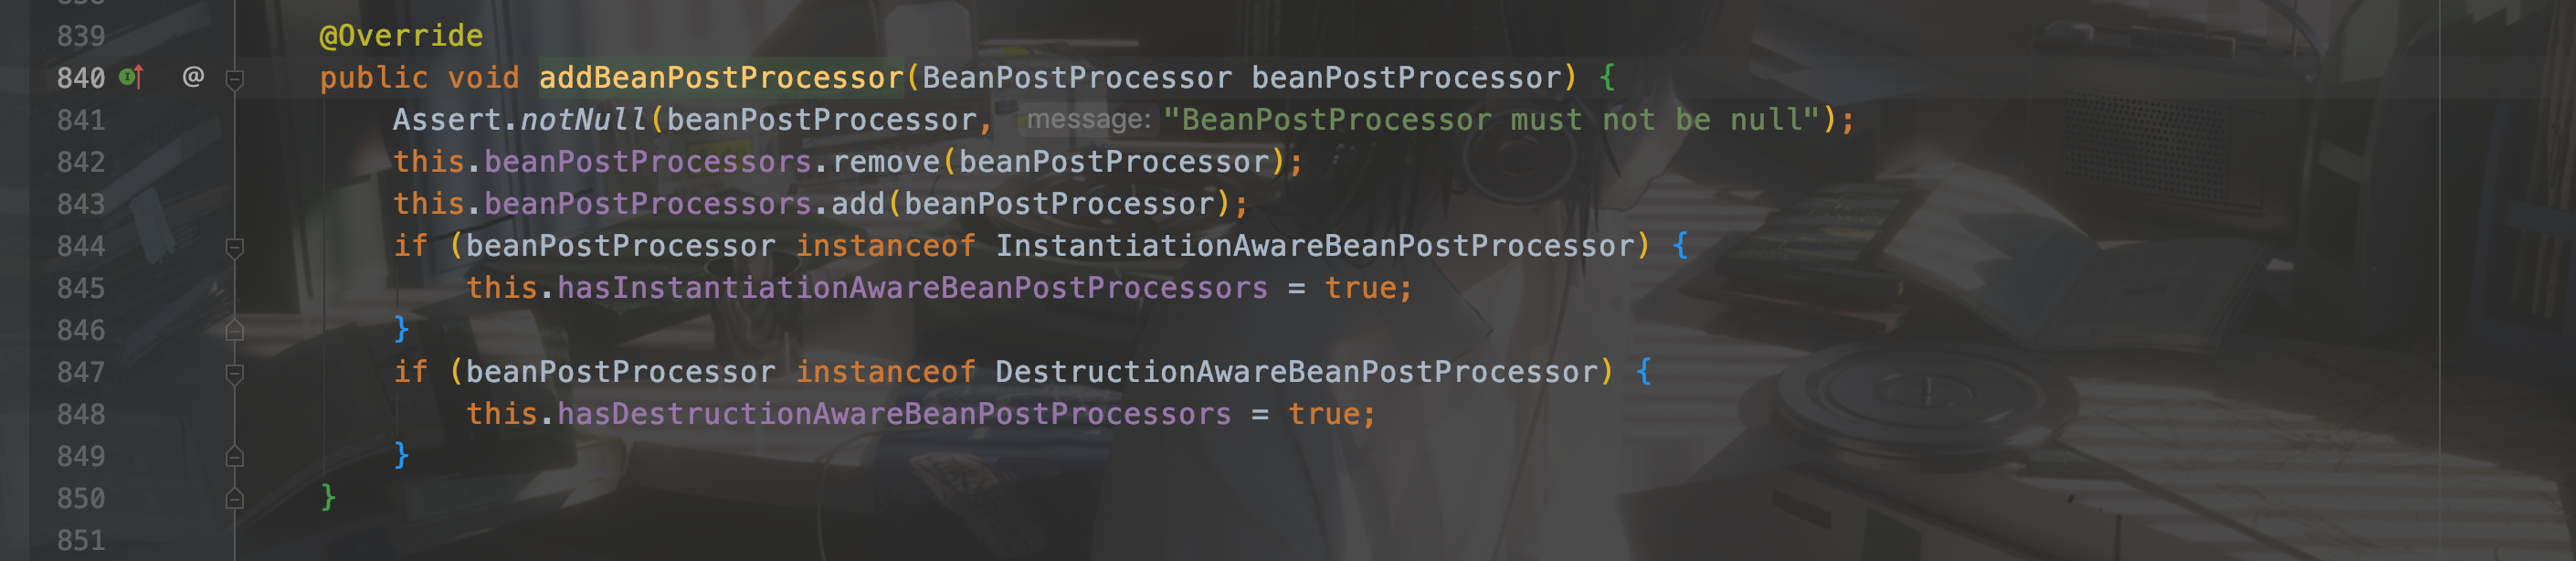 839 @Override
840 @ public void addBeanPostProcessor(BeanPostProcessor beanPostProcessor) {
841 Assert.notNull(beanPostProcessor, message: "BeanPostProcessor must not be null");
842 this.beanPostProcessors.remove(beanPostProcessor);
843 this.beanPostProcessors.add(beanPostProcessor);
844 if (beanPostProcessor instanceof InstantiationAwareBeanPostProcessor) {
845 this.hasInstantiationAwareBeanPostProcessors = true;
846 }
847 if (beanPostProcessor instanceof DestructionAwareBeanPostProcessor) {
848 this.hasDestructionAwareBeanPostProcessors = true;
849 }
850 }
851